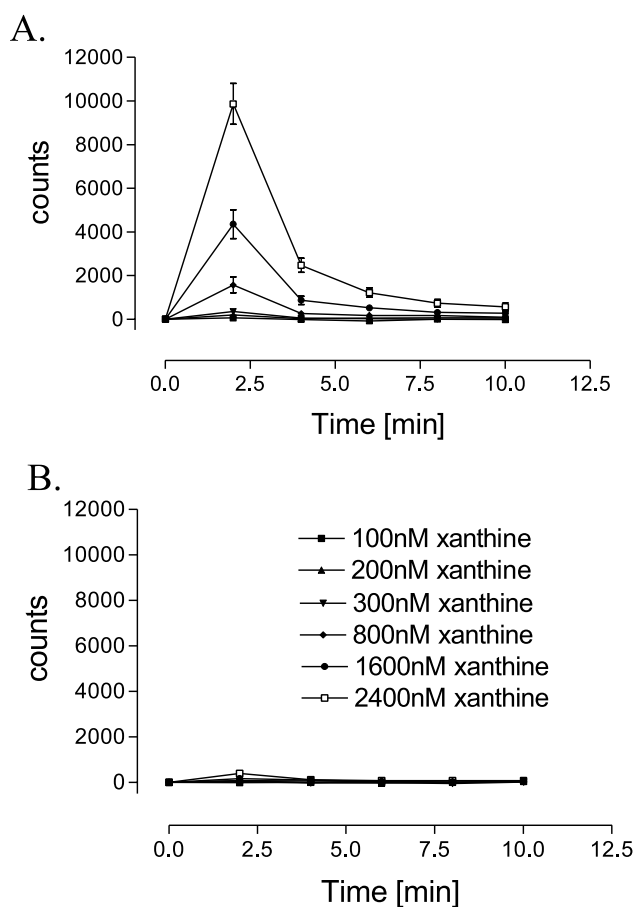 A.
12000
10000
8000
6000
4000
2000
0
counts
0.0 2.5 5.0 7.5 10.0 12.5
Time [min]
B.
12000
10000
8000
6000
4000
2000
0
counts
100nM xanthine
200nM xanthine
300nM xanthine
800nM xanthine
1600nM xanthine
2400nM xanthine
0.0 2.5 5.0 7.5 10.0 12.5
Time [min]